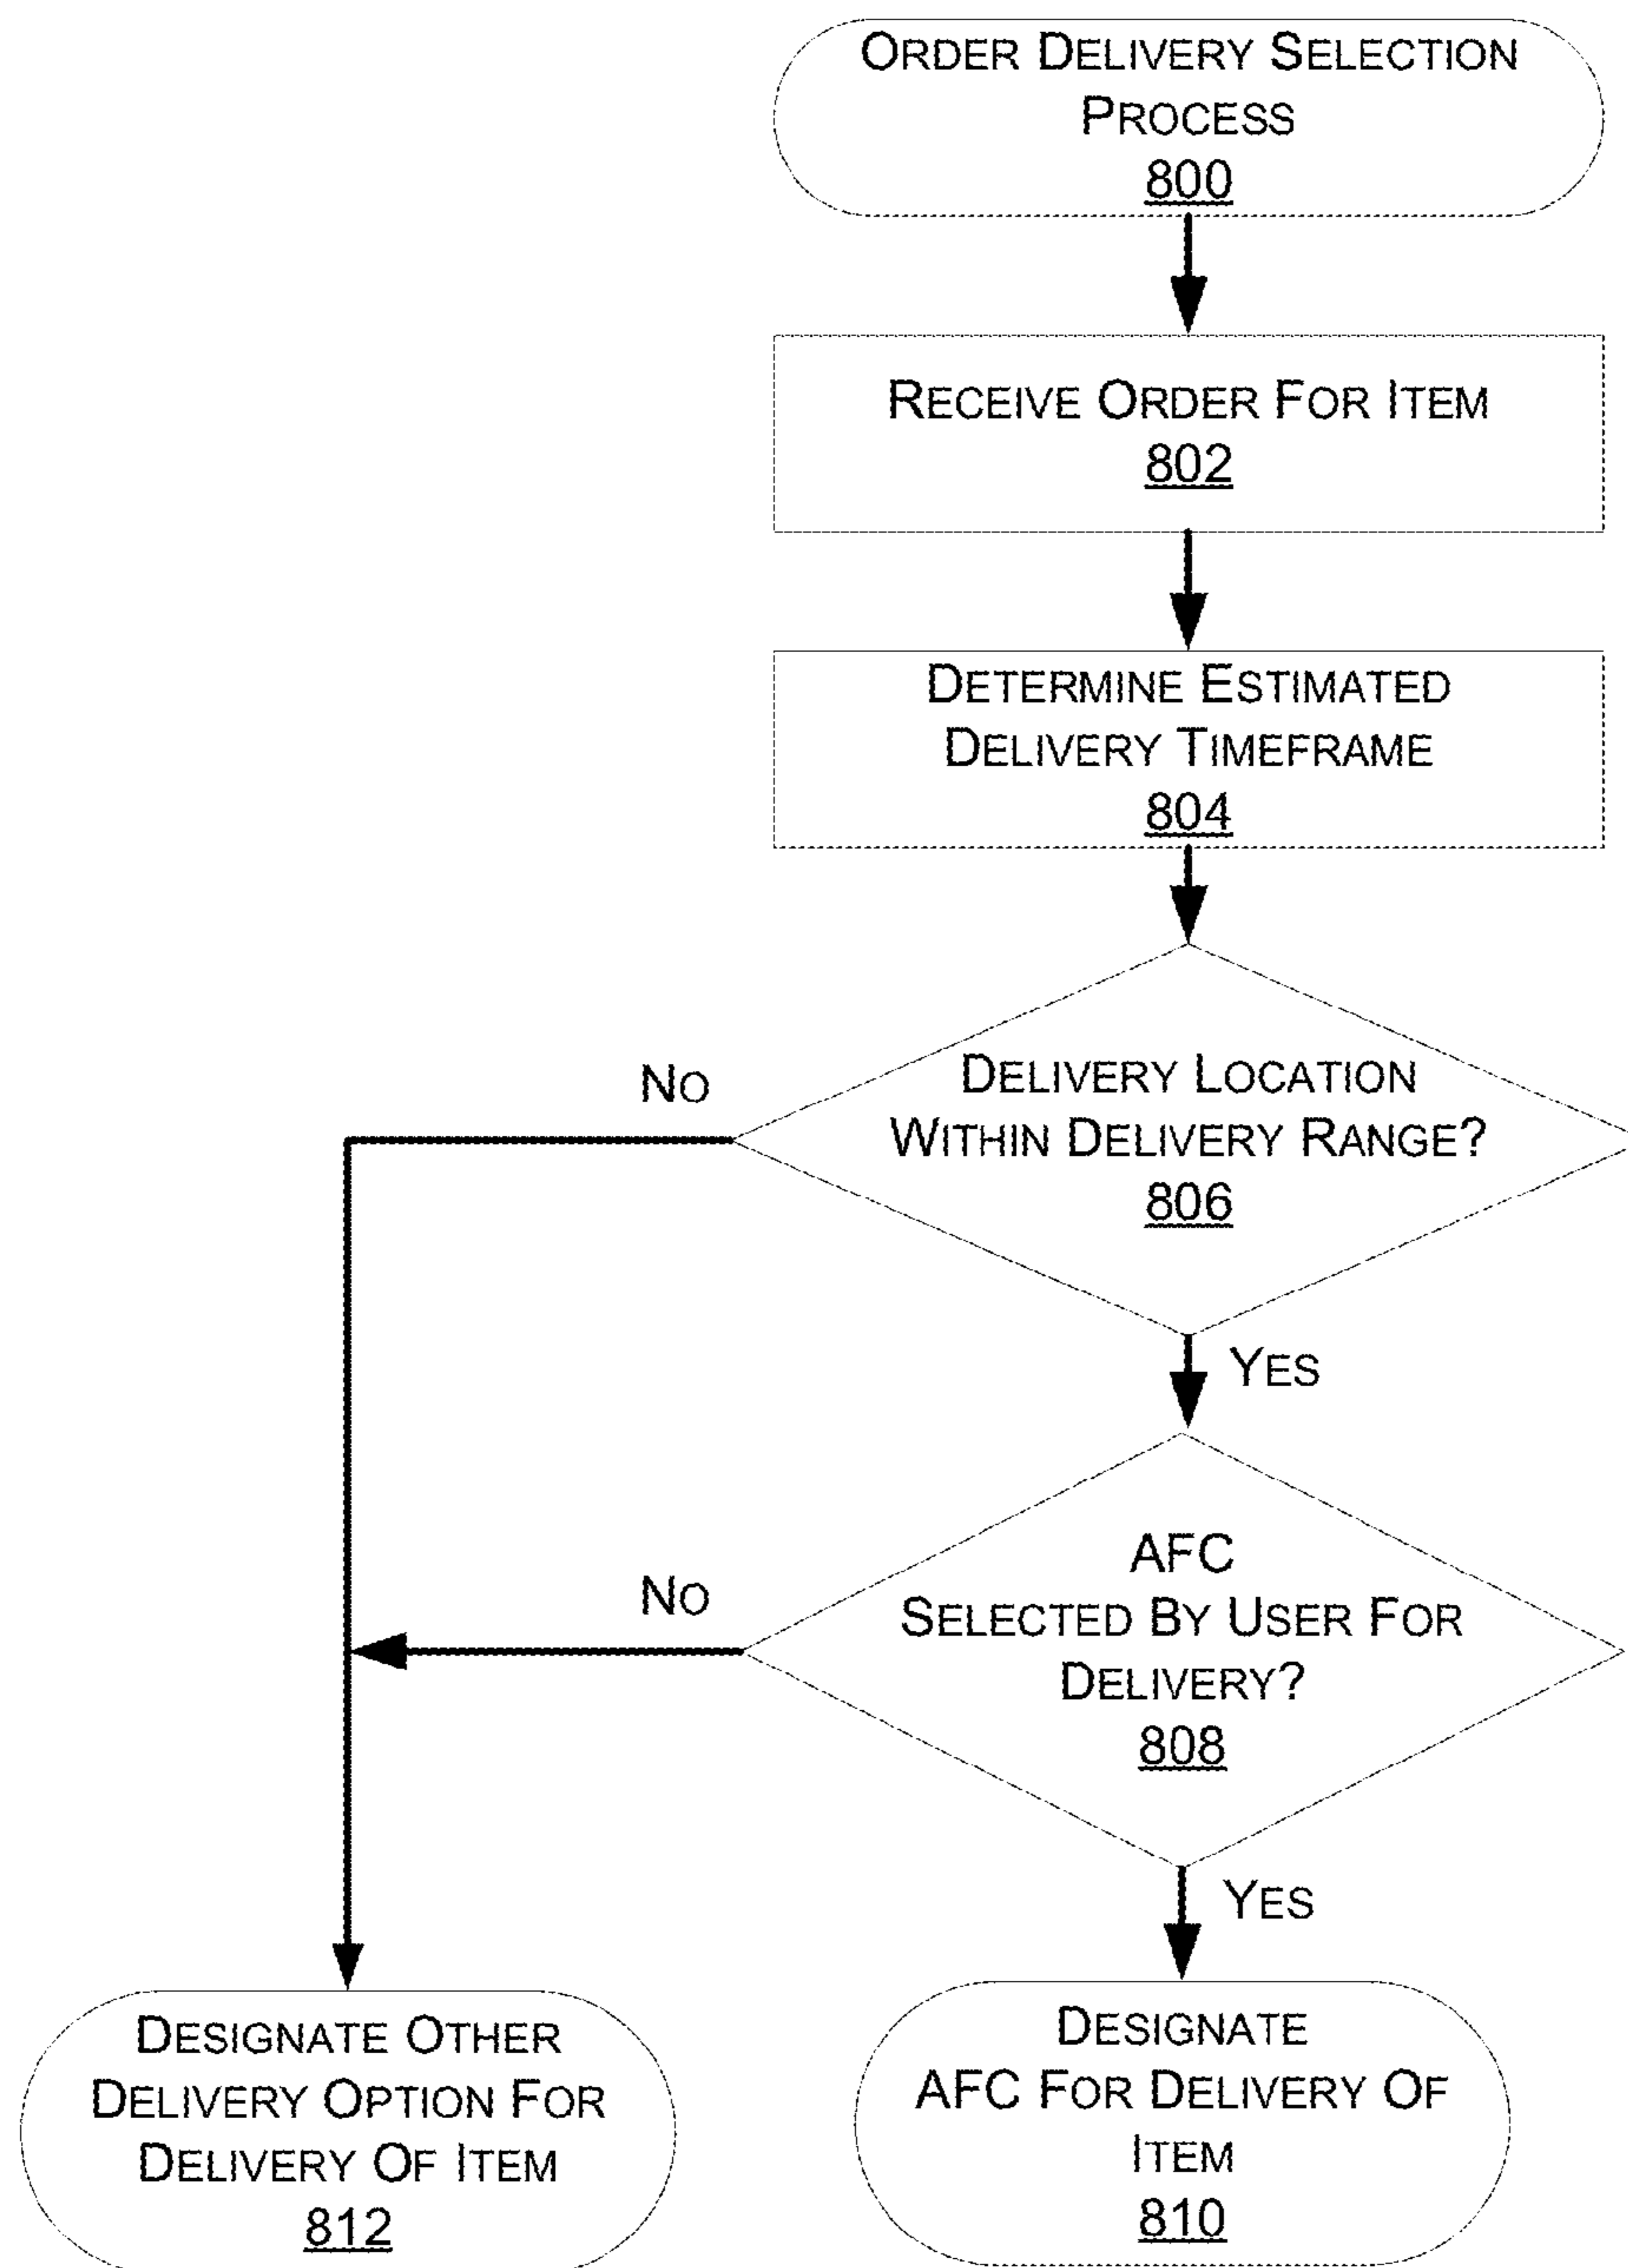 ORDER DELIVERY SELECTION
PROCESS
800
RECEIVE ORDER FOR ITEM
802
DETERMINE ESTIMATED
DELIVERY TIMEFRAME
804
DELIVERY LOCATION
WITHIN DELIVERY RANGE?
806
NO
YES
AFC
SELECTED BY USER FOR
DELIVERY?
808
NO
YES
DESIGNATE OTHER
DELIVERY OPTION FOR
DELIVERY OF ITEM
812
DESIGNATE
AFC FOR DELIVERY OF
ITEM
810